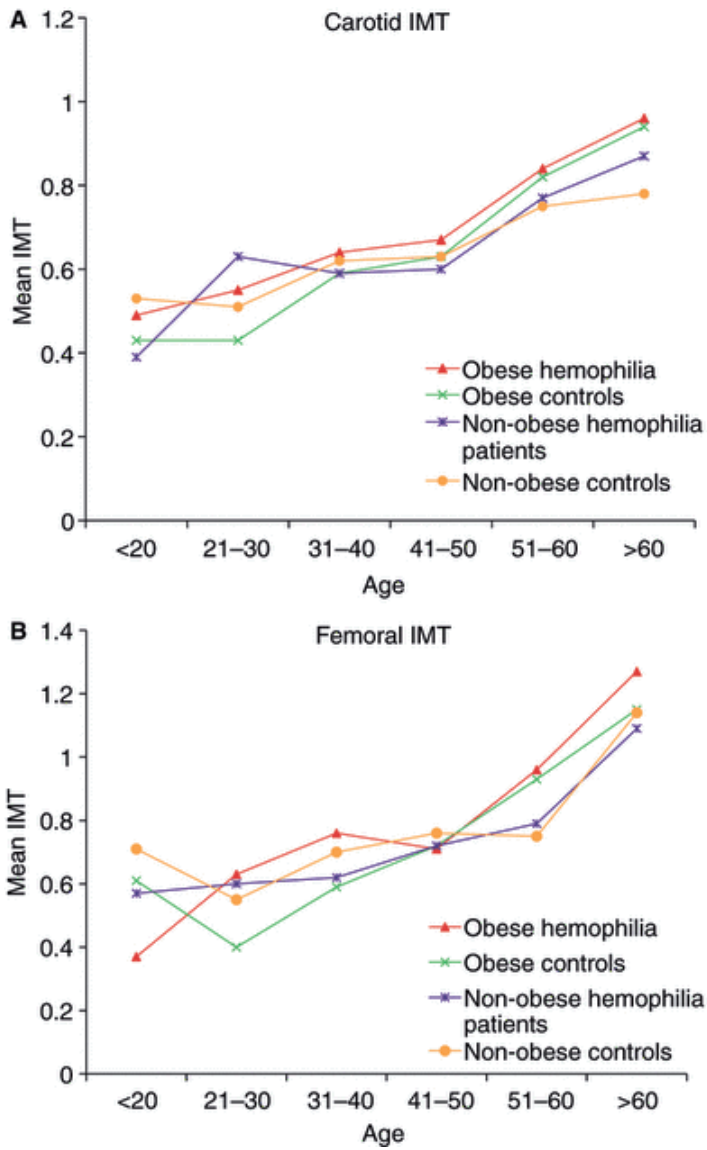 A
Carotid IMT
1.2
1
0.8
0.6
0.4
0.2
0
Mean IMT
Obese hemophilia
Obese controls
Non-obese hemophilia
patients
Non-obese controls
<20 21–30 31–40 41–50 51–60 >60
Age
B
Femoral IMT
1.4
1.2
1
0.8
0.6
0.4
0.2
0
Mean IMT
Obese hemophilia
Obese controls
Non-obese hemophilia
patients
Non-obese controls
<20 21–30 31–40 41–50 51–60 >60
Age